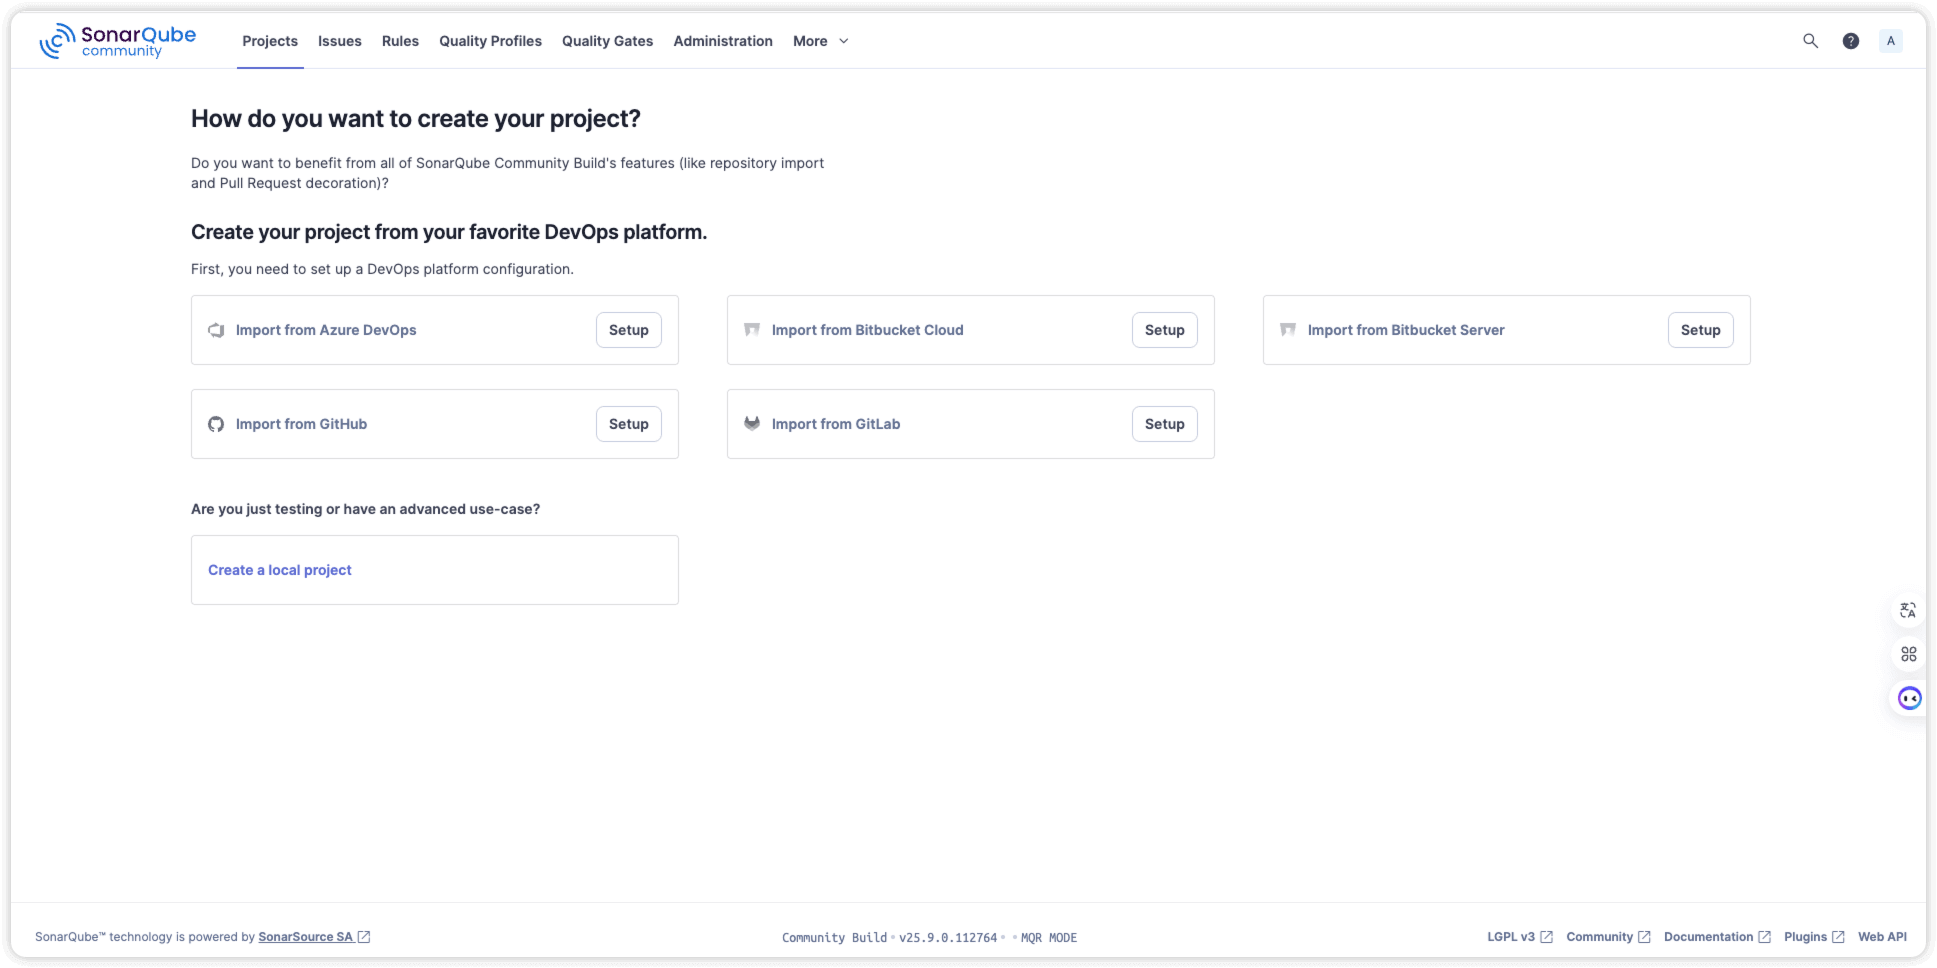 SonarQube
community
Projects Issues Rules Quality Profiles Quality Gates Administration More
? A
How do you want to create your project?
Do you want to benefit from all of SonarQube Community Build's features (like repository import
and Pull Request decoration)?
Create your project from your favorite DevOps platform.
First, you need to set up a DevOps platform configuration.
Import from Azure DevOps Setup Import from Bitbucket Cloud Setup Import from Bitbucket Server Setup
Import from GitHub Setup Import from GitLab Setup
Are you just testing or have an advanced use-case?
Create a local project
SonarQube™ technology is powered by SonarSource SA Community Build • v25.9.0.112764 • • MQR MODE LGPL v3 Community Documentation Plugins Web API